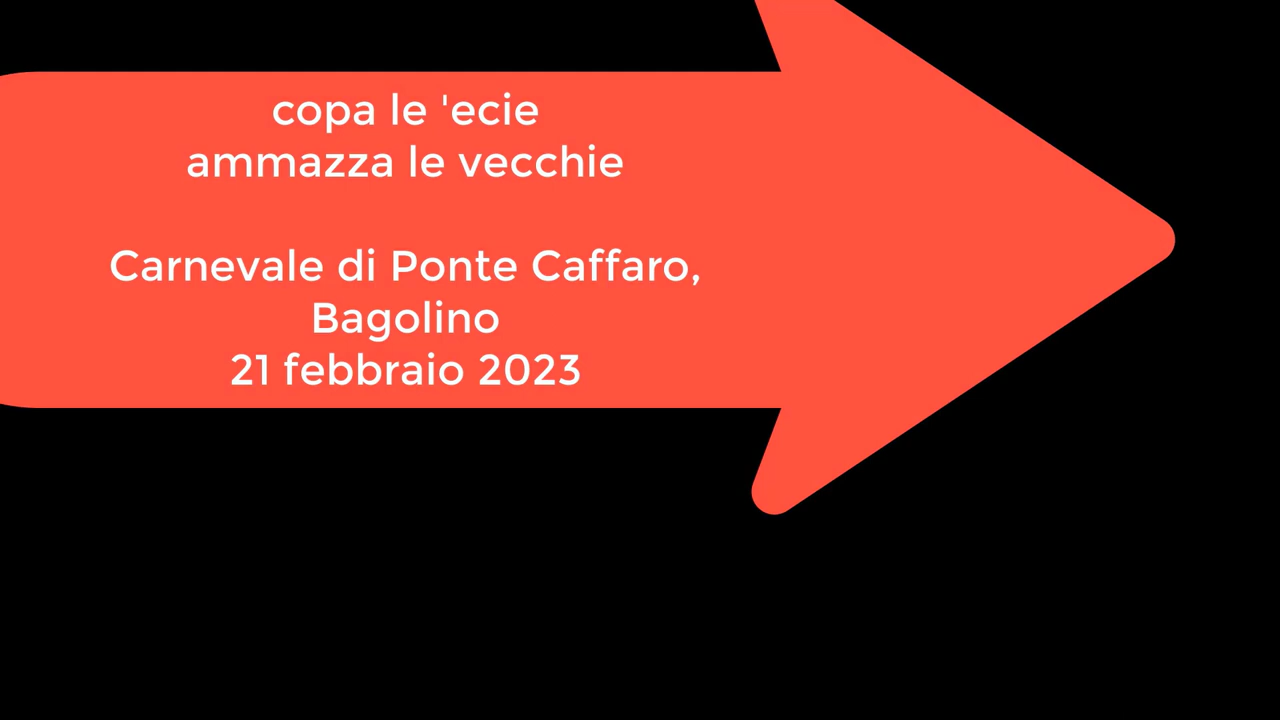 copa le 'ecie
ammazza le vecchie
Carnevale di Ponte Caffaro,
Bagolino
21 febbraio 2023